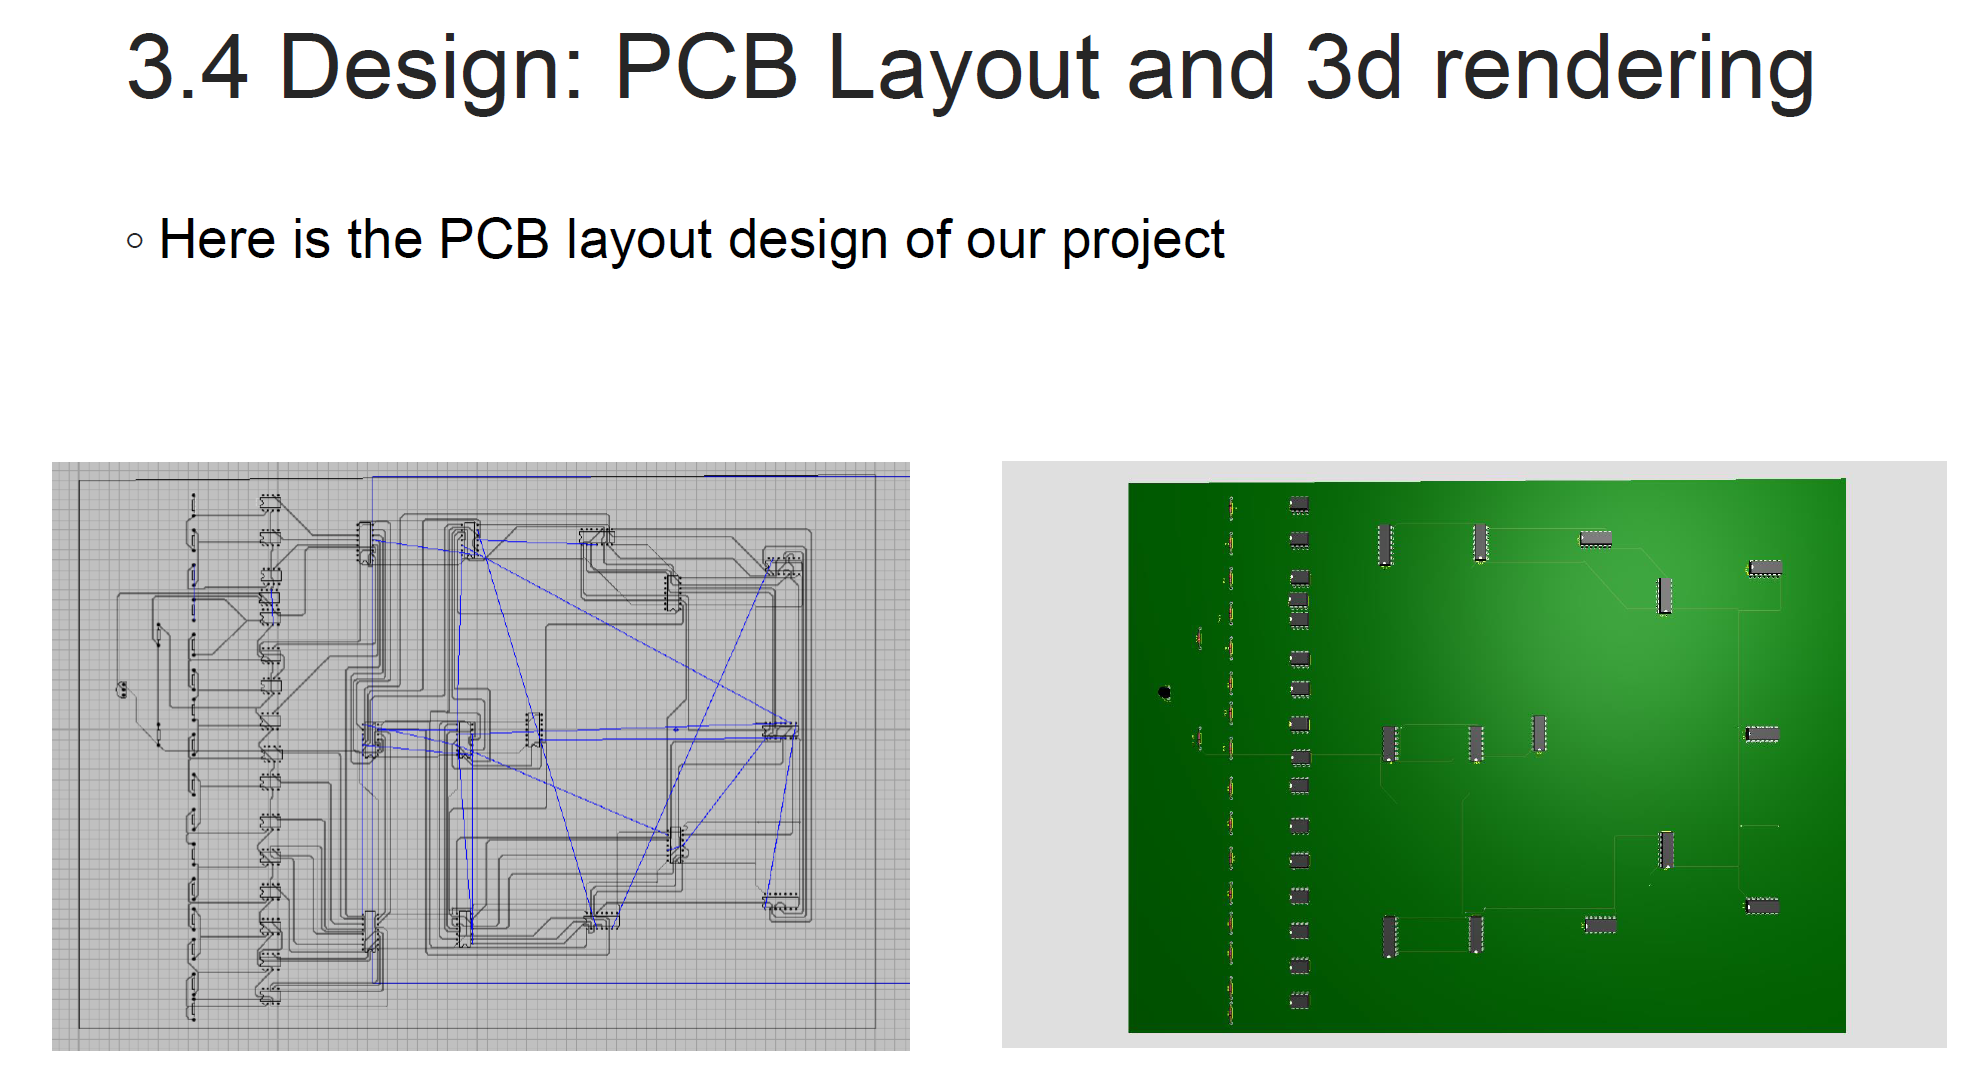 3.4 Design: PCB Layout and 3d rendering
Here is the PCB layout design of our project